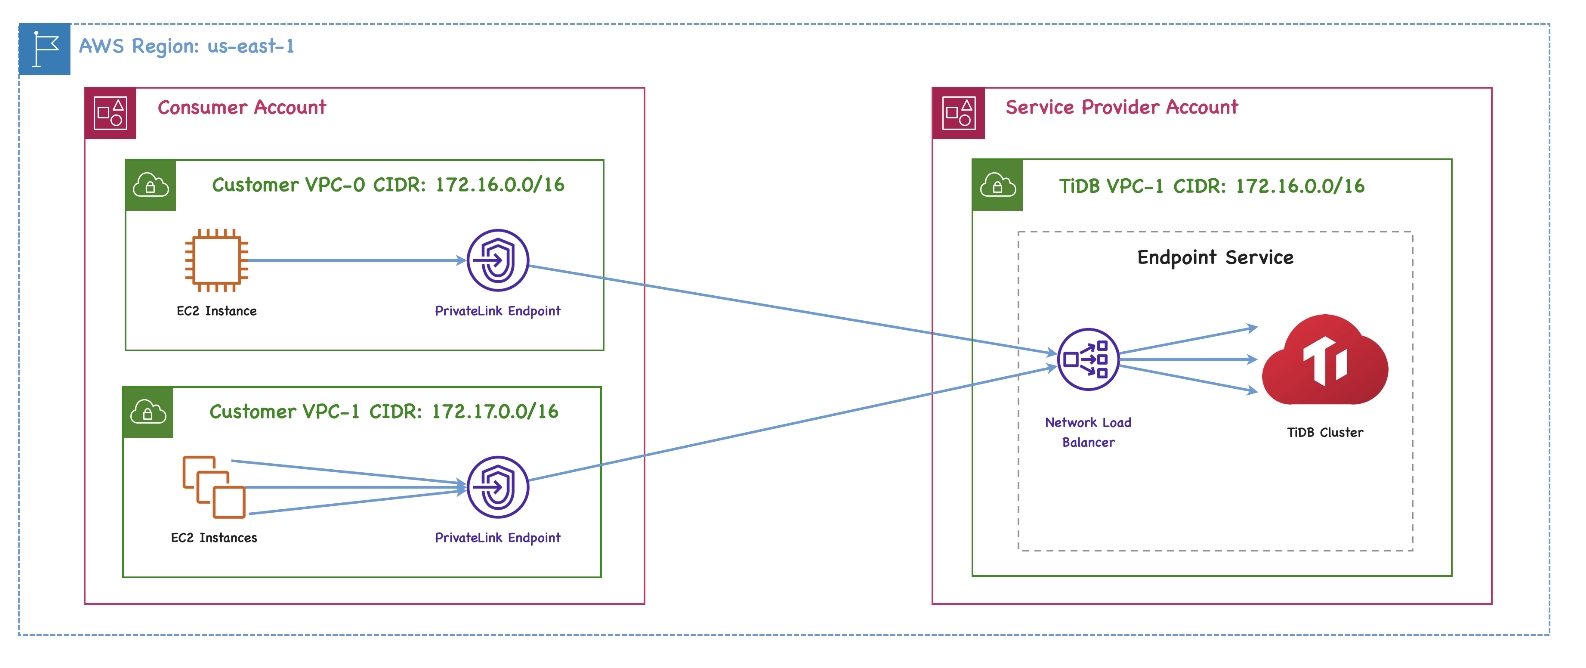 AWS Region: us-east-1
Consumer Account
Customer VPC-0 CIDR: 172.16.0.0/16
EC2 Instance
PrivateLink Endpoint
Customer VPC-1 CIDR: 172.17.0.0/16
EC2 Instances
PrivateLink Endpoint
Service Provider Account
TiDB VPC-1 CIDR: 172.16.0.0/16
Endpoint Service
Network Load
Balancer
TiDB Cluster